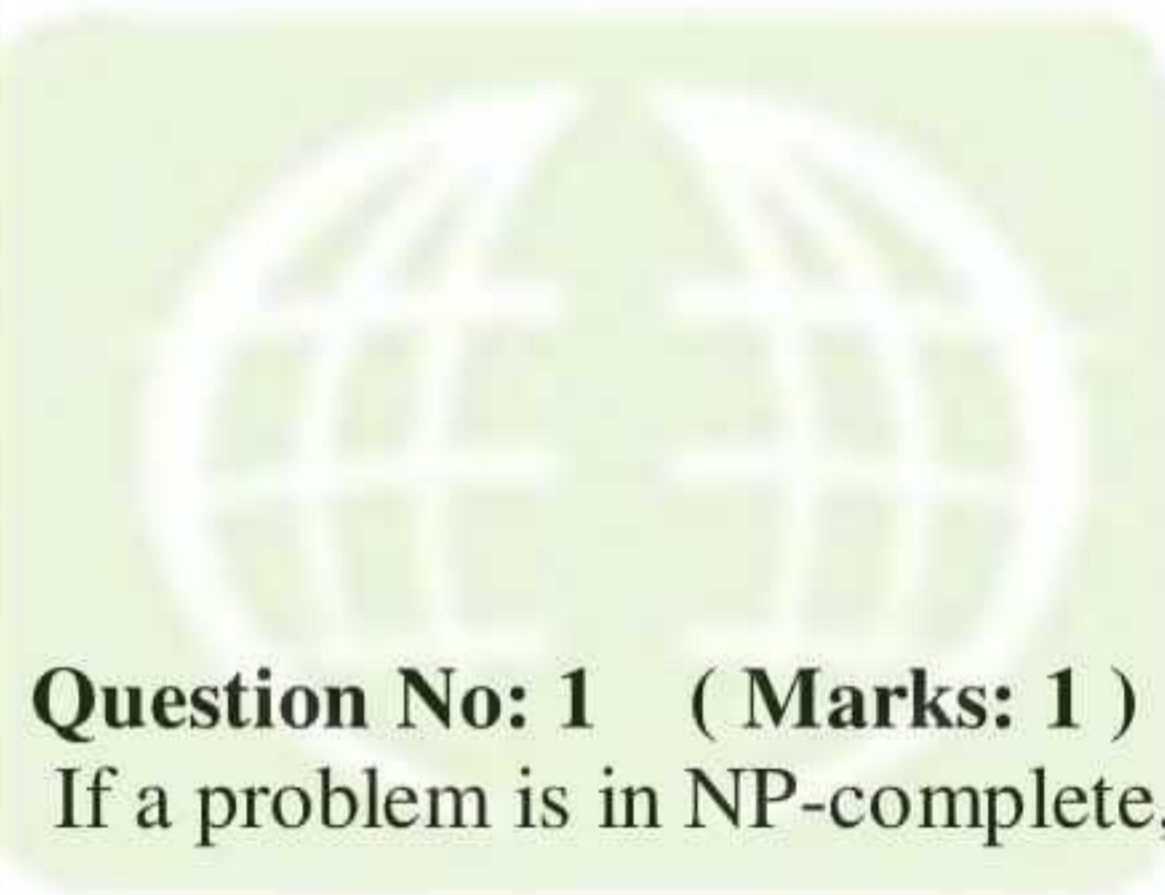 Question No: 1 ( Marks: 1 )
If a problem is in NP-complete,